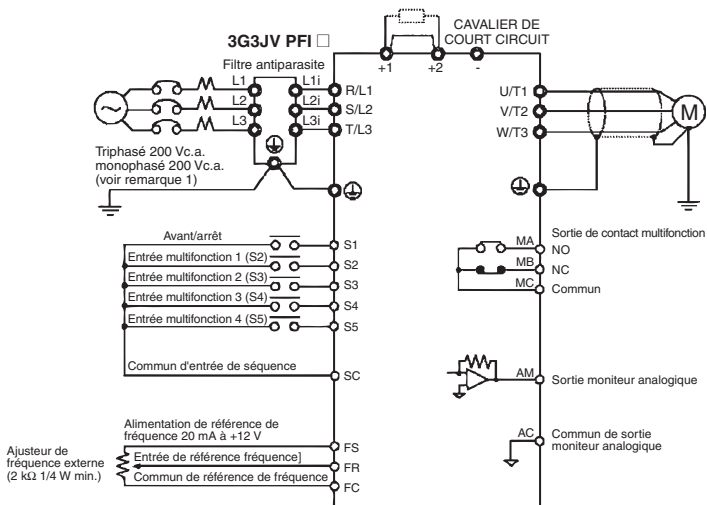 CAVALIER DE
COURT CIRCUIT
3G3JV PFI □
+1
+2
-
Filtre antiparasite
L1
L1i
R/L1
L2
L2i
S/L2
L3
L3i
T/L3
U/T1
V/T2
W/T3
M
Triphasé 200 Vc.a.
monophasé 200 Vc.a.
(voir remarque 1)
Avant/arrêt
S1
Entrée multifonction 1 (S2)
S2
Entrée multifonction 2 (S3)
S3
Entrée multifonction 3 (S4)
S4
Entrée multifonction 4 (S5)
S5
Commun d'entrée de séquence
SC
Sortie de contact multifonction
MA
NO
MB
NC
MC
Commun
AM
Sortie moniteur analogique
AC
Commun de sortie
moniteur analogique
Alimentation de référence de
fréquence 20 mA à +12 V
FS
Ajusteur de
fréquence externe
(2 kΩ 1/4 W min.)
Entrée de référence fréquence]
FR
Commun de référence de fréquence
FC